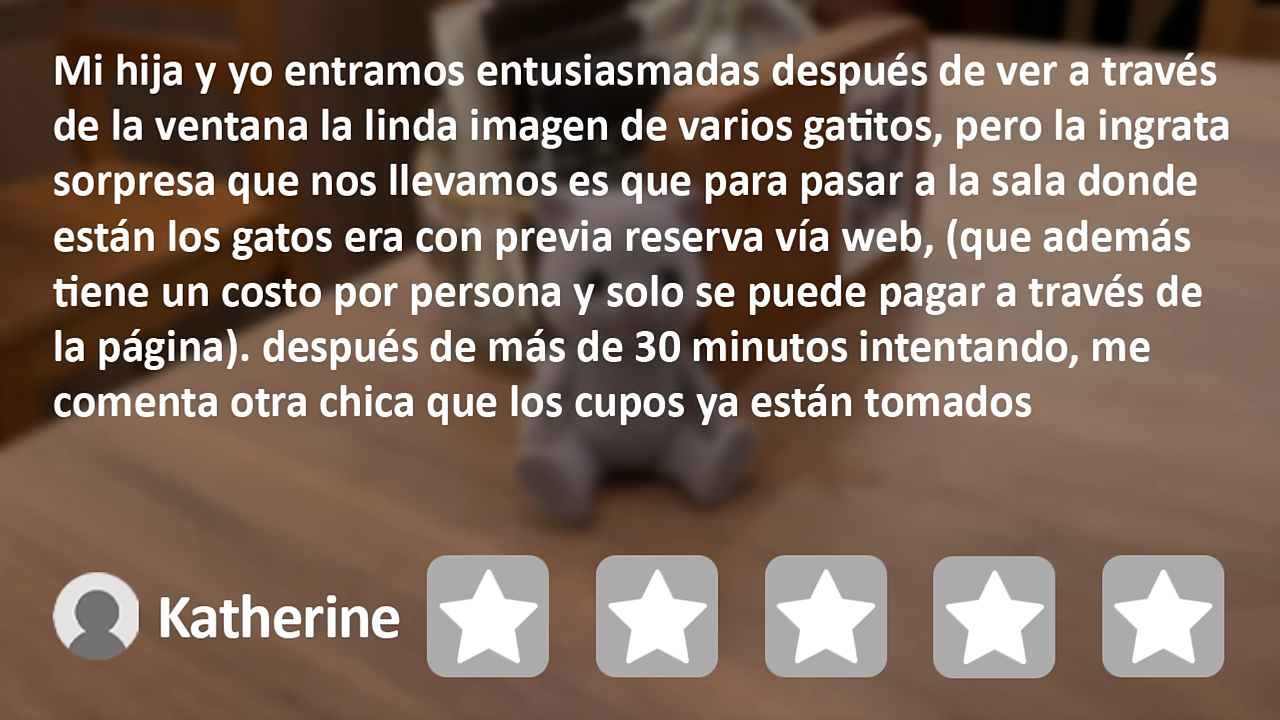 Mi hija y yo entramos entusiasmadas después de ver a través
de la ventana la linda imagen de varios gatitos, pero la ingrata
sorpresa que nos llevamos es que para pasar a la sala donde
están los gatos era con previa reserva vía web, (que además
tiene un costo por persona y solo se puede pagar a través de
la página). después de más de 30 minutos intentando, me
comenta otra chica que los cupos ya están tomados
Katherine